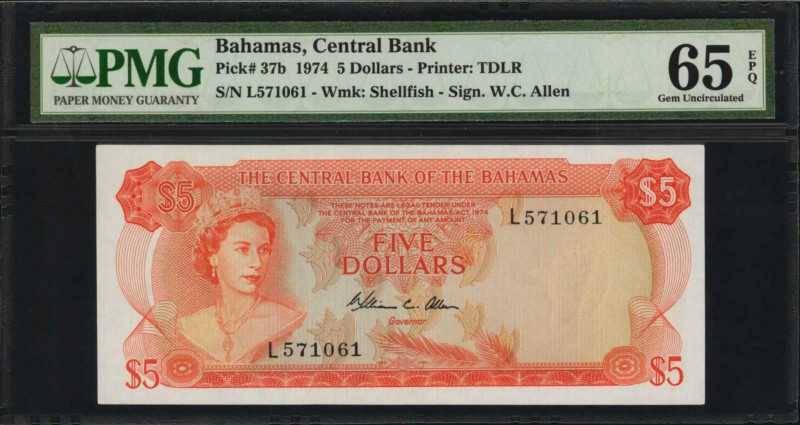 PMG
PAPER MONEY GUARANTY
Bahamas, Central Bank
Pick# 37b 1974 5 Dollars - Printer: TDLR
S/N L571061 - Wmk: Shellfish - Sign. W.C. Allen
65 EPQ
Gem Uncirculated
THE CENTRAL BANK OF THE BAHAMAS
$5
$5
THESE NOTES ARE LEGAL TENDER UNDER
THE CENTRAL BANK OF THE BAHAMAS ACT 1974
FOR THE PAYMENT OF ANY AMOUNT
L571061
FIVE
DOLLARS
William C. Allen
Governor
L571061
$5
$5